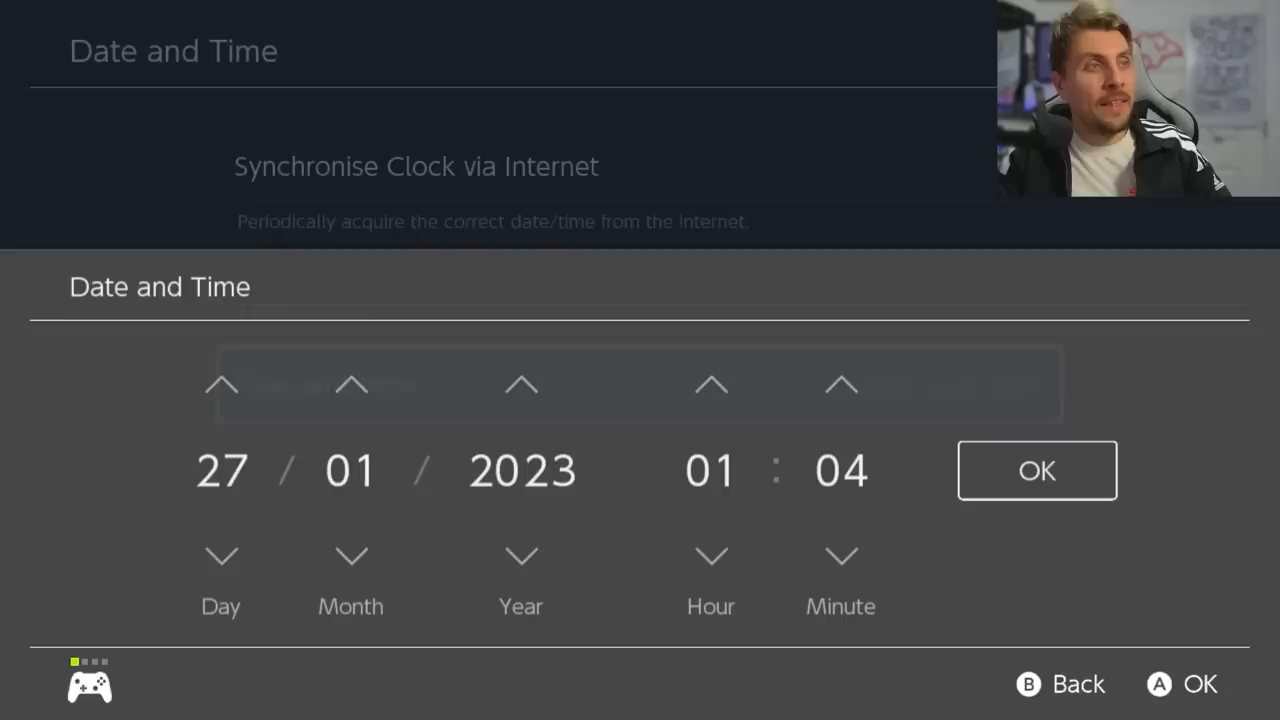 Date and Time
Synchronise Clock via Internet
Periodically acquire the correct date/time from the Internet.
Date and Time
27 / 01 / 2023 01 : 04 OK
Day Month Year Hour Minute
B Back A OK